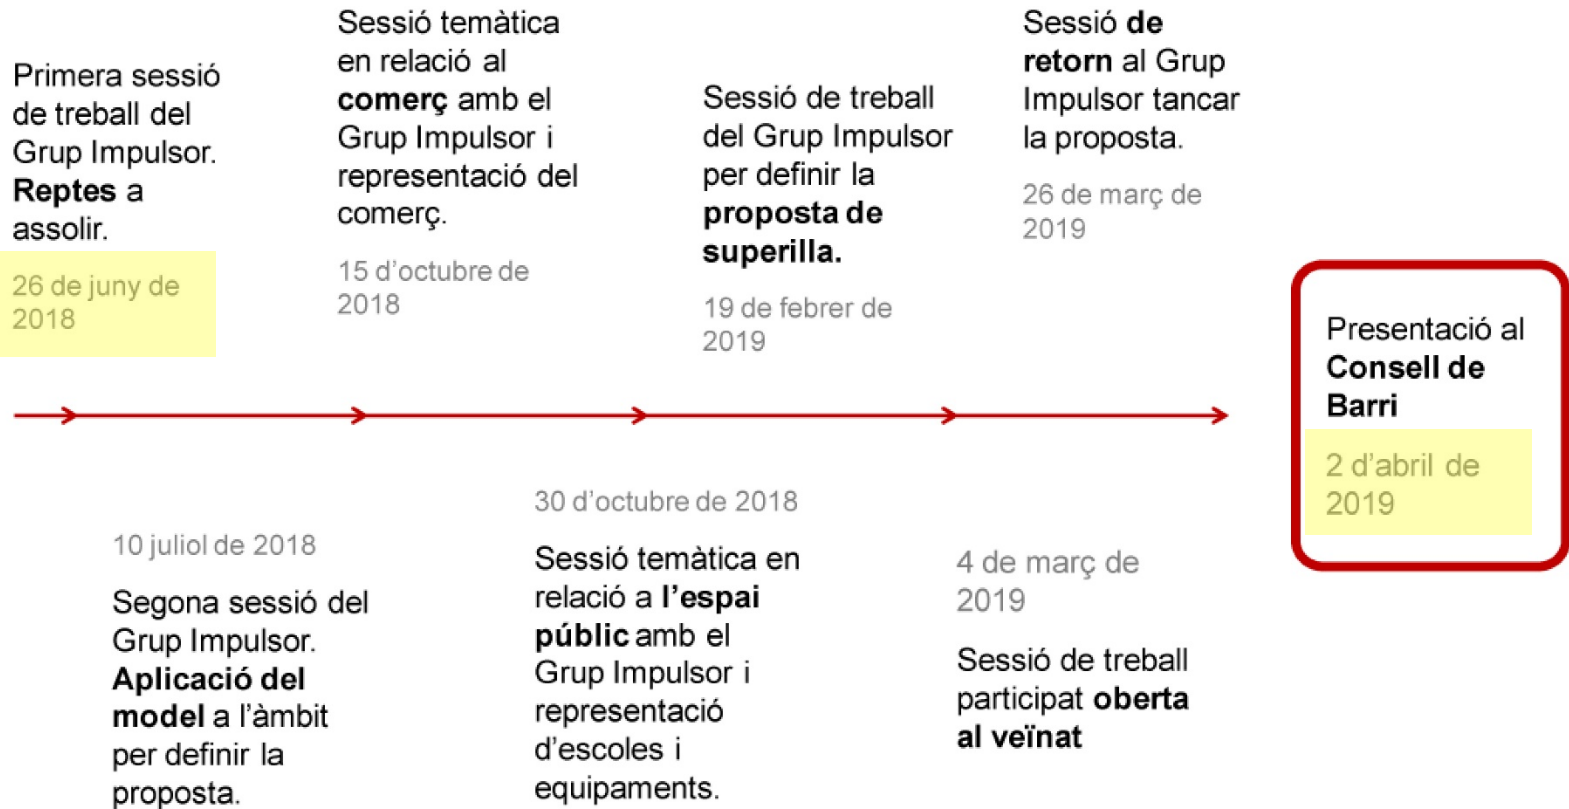 Primera sessió
de treball del
Grup Impulsor.
Reptes a
assolir.
26 de juny de
2018
Sessió temàtica
en relació al
comerç amb el
Grup Impulsor i
representació del
comerç.
15 d’octubre de
2018
Sessió de treball
del Grup Impulsor
per definir la
proposta de
superilla.
19 de febrer de
2019
Sessió de
retorn al Grup
Impulsor tancar
la proposta.
26 de març de
2019
Presentació al
Consell de
Barri
2 d’abril de
2019
10 juliol de 2018
Segona sessió del
Grup Impulsor.
Aplicació del
model a l’àmbit
per definir la
proposta.
30 d’octubre de 2018
Sessió temàtica en
relació a l’espai
públic amb el
Grup Impulsor i
representació
d’escoles i
equipaments.
4 de març de
2019
Sessió de treball
participat oberta
al veïnat